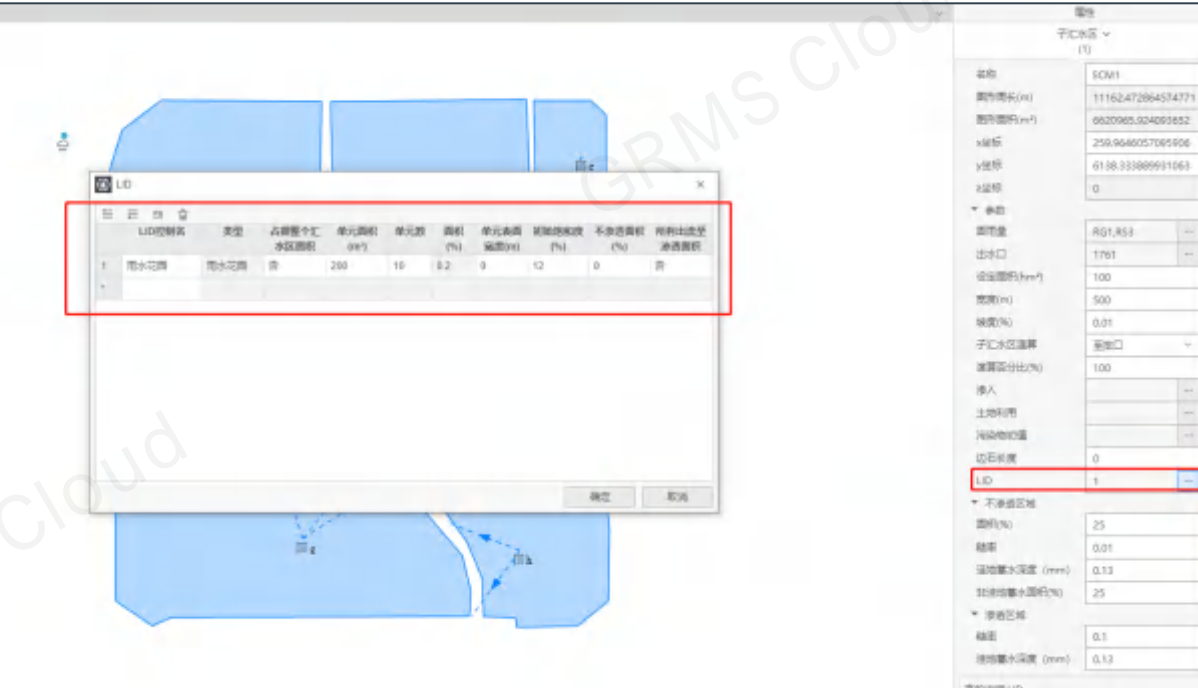 属性
子汇水区
(1)
名称 SCM1
图形周长(m) 11162.472864574771
图形面积(m²) 6620965.924093652
x坐标 259.9646057085906
y坐标 6138.333889931063
z坐标 0
参数
雨量 RG1,RS3
出水口 1761
设定面积(hm²) 100
宽度(m) 500
坡度(%) 0.01
子汇水区演算 至出口
演算百分比(%) 100
渗入
土地利用
污染物初值
边石长度 0
LID 1
不渗透区域
面积(%) 25
糙率 0.01
洼地蓄水深度 (mm) 0.13
非洼地蓄水面积(%) 25
渗透区域
糙率 0.1
洼地蓄水深度 (mm) 0.13
LID
LID控制名 类型 占据整个汇水区面积 单元面积(m²) 单元数 面积(%) 单元表面宽度(m) 初始饱和度(%) 不渗透面积(%) 所有出流至渗透面积
1 雨水花园 雨水花园 否 200 10 0.2 0 12 0 否
*
确定 取消
g
h
GRMS Cloud
Cloud